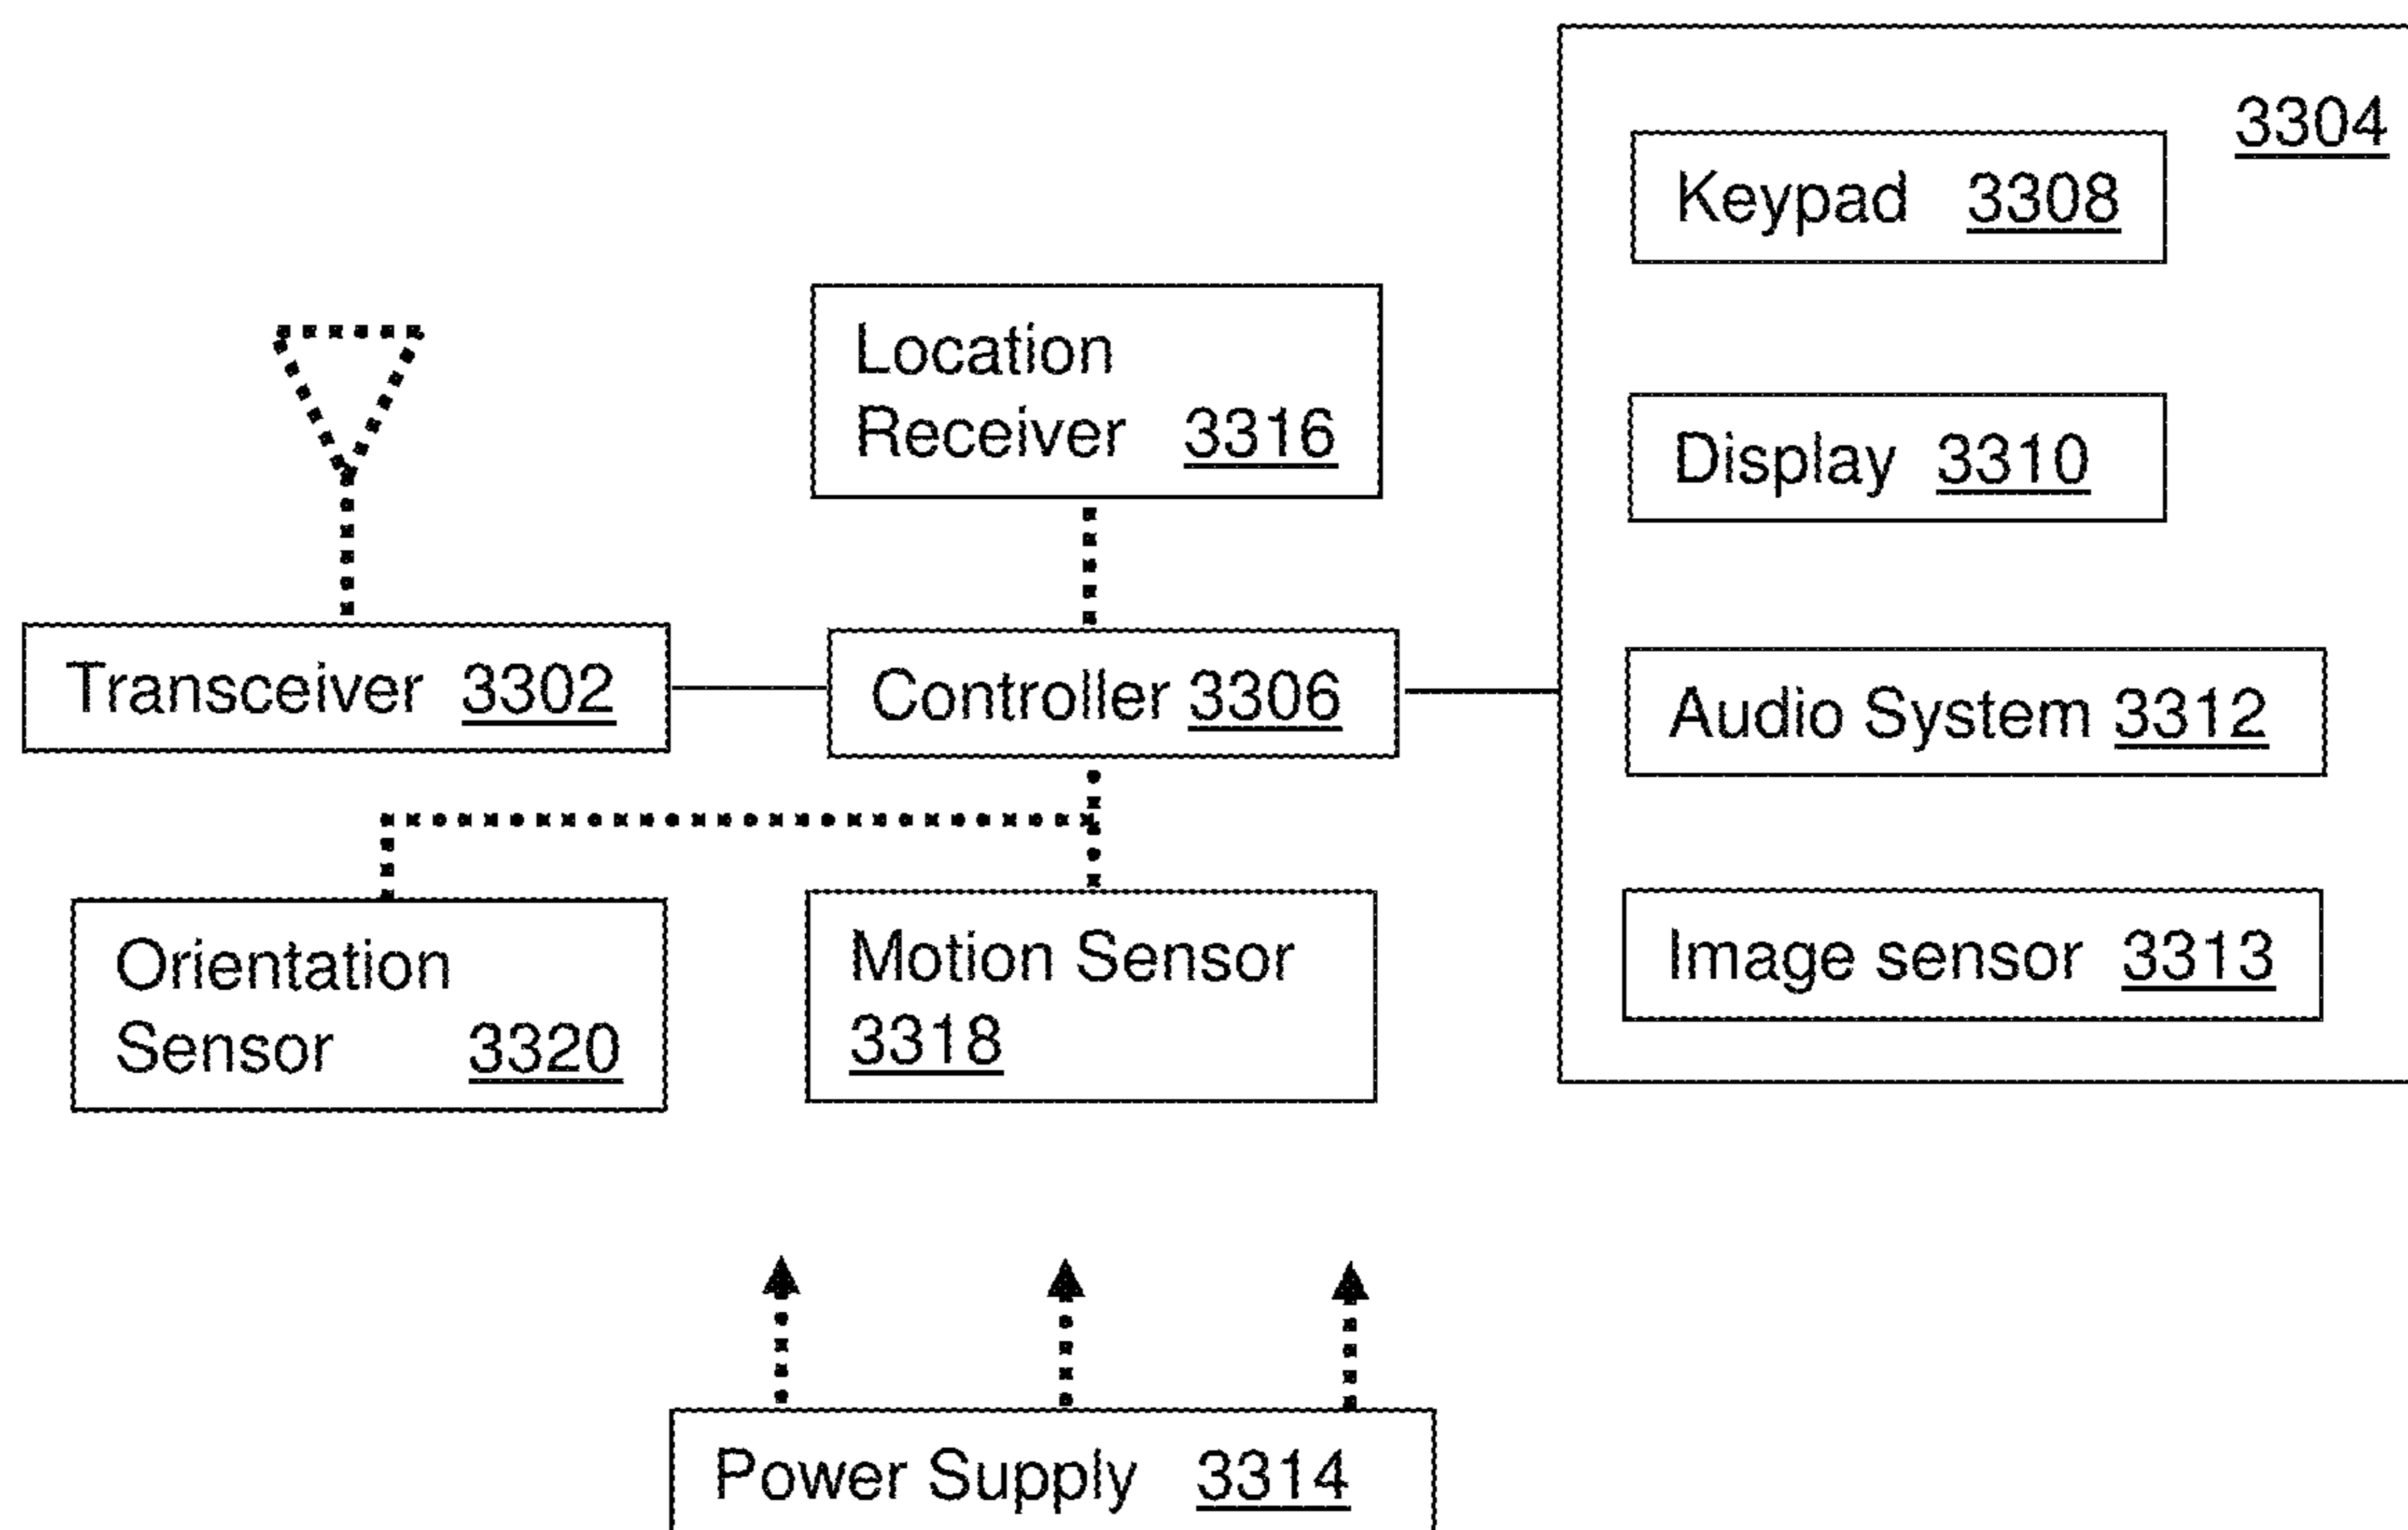 3304
Keypad 3308
Location
Receiver 3316
Display 3310
Transceiver 3302
Controller 3306
Audio System 3312
Orientation
Sensor 3320
Motion Sensor
3318
Image sensor 3313
Power Supply 3314